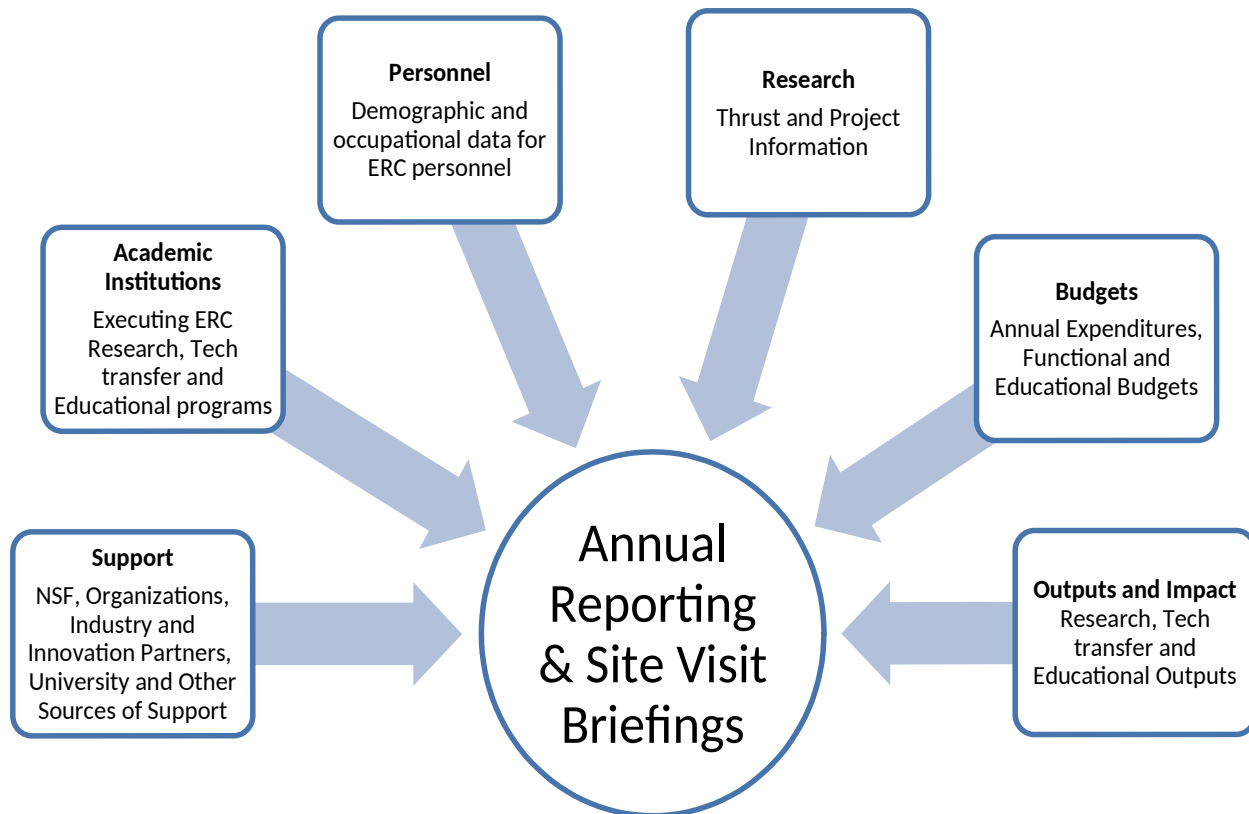 Personnel
Demographic and
occupational data for
ERC personnel
Research
Thrust and Project
Information
Academic
Institutions
Executing ERC
Research, Tech
transfer and
Educational programs
Budgets
Annual Expenditures,
Functional and
Educational Budgets
Support
NSF, Organizations,
Industry and
Innovation Partners,
University and Other
Sources of Support
Annual
Reporting
& Site Visit
Briefings
Outputs and Impact
Research, Tech
transfer and
Educational Outputs